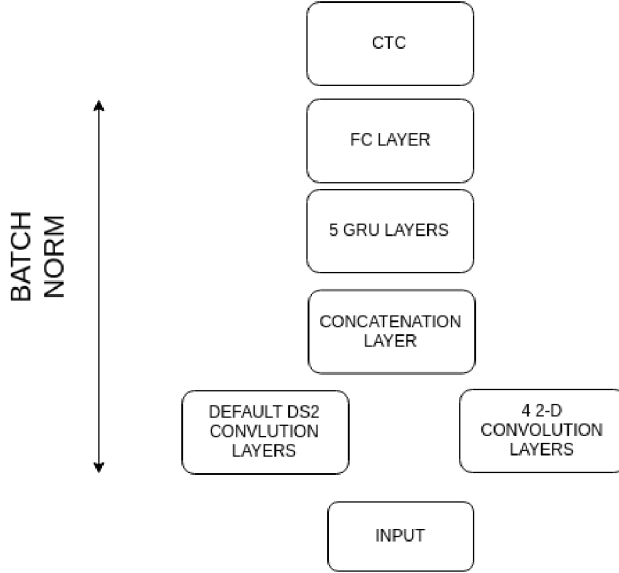 CTC
FC LAYER
5 GRU LAYERS
BATCH
NORM
CONCATENATION
LAYER
DEFAULT DS2
CONVLUTION
LAYERS
4 2-D
CONVOLUTION
LAYERS
INPUT